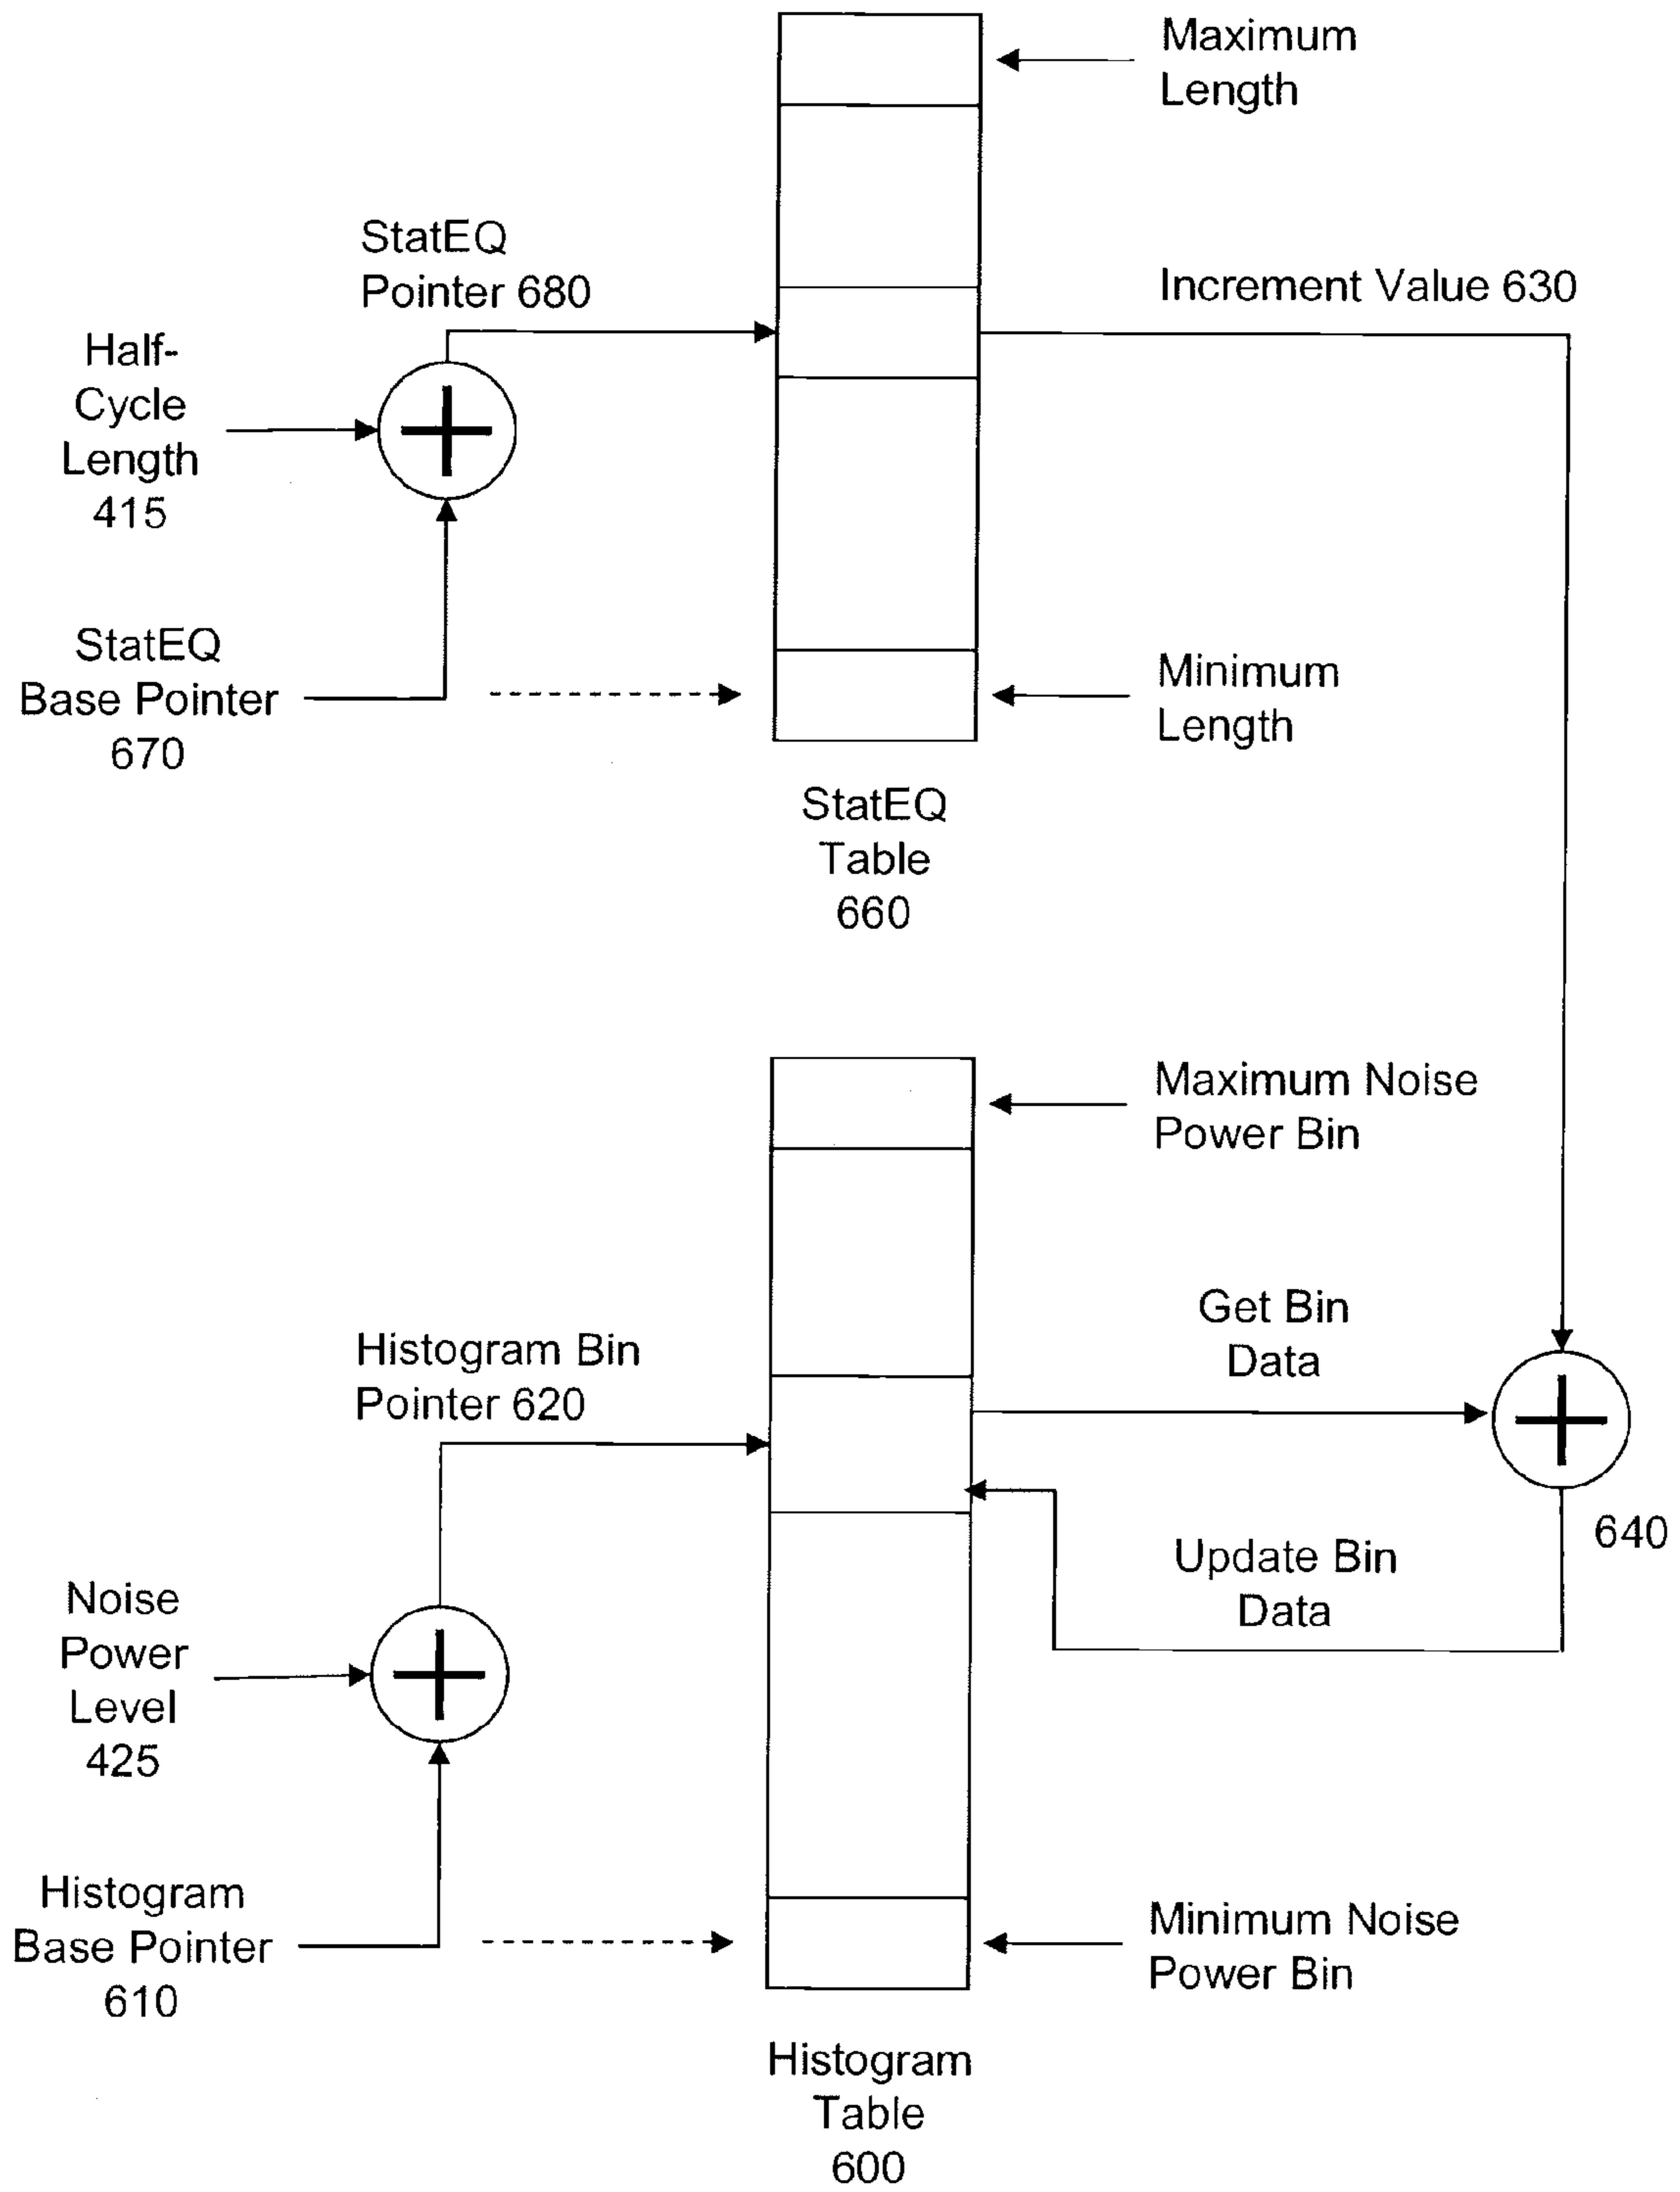 Maximum
Length
StatEQ
Pointer 680
Increment Value 630
Half-
Cycle
Length
415
StatEQ
Base Pointer
670
Minimum
Length
StatEQ
Table
660
Maximum Noise
Power Bin
Get Bin
Data
Histogram Bin
Pointer 620
640
Update Bin
Data
Noise
Power
Level
425
Histogram
Base Pointer
610
Minimum Noise
Power Bin
Histogram
Table
600